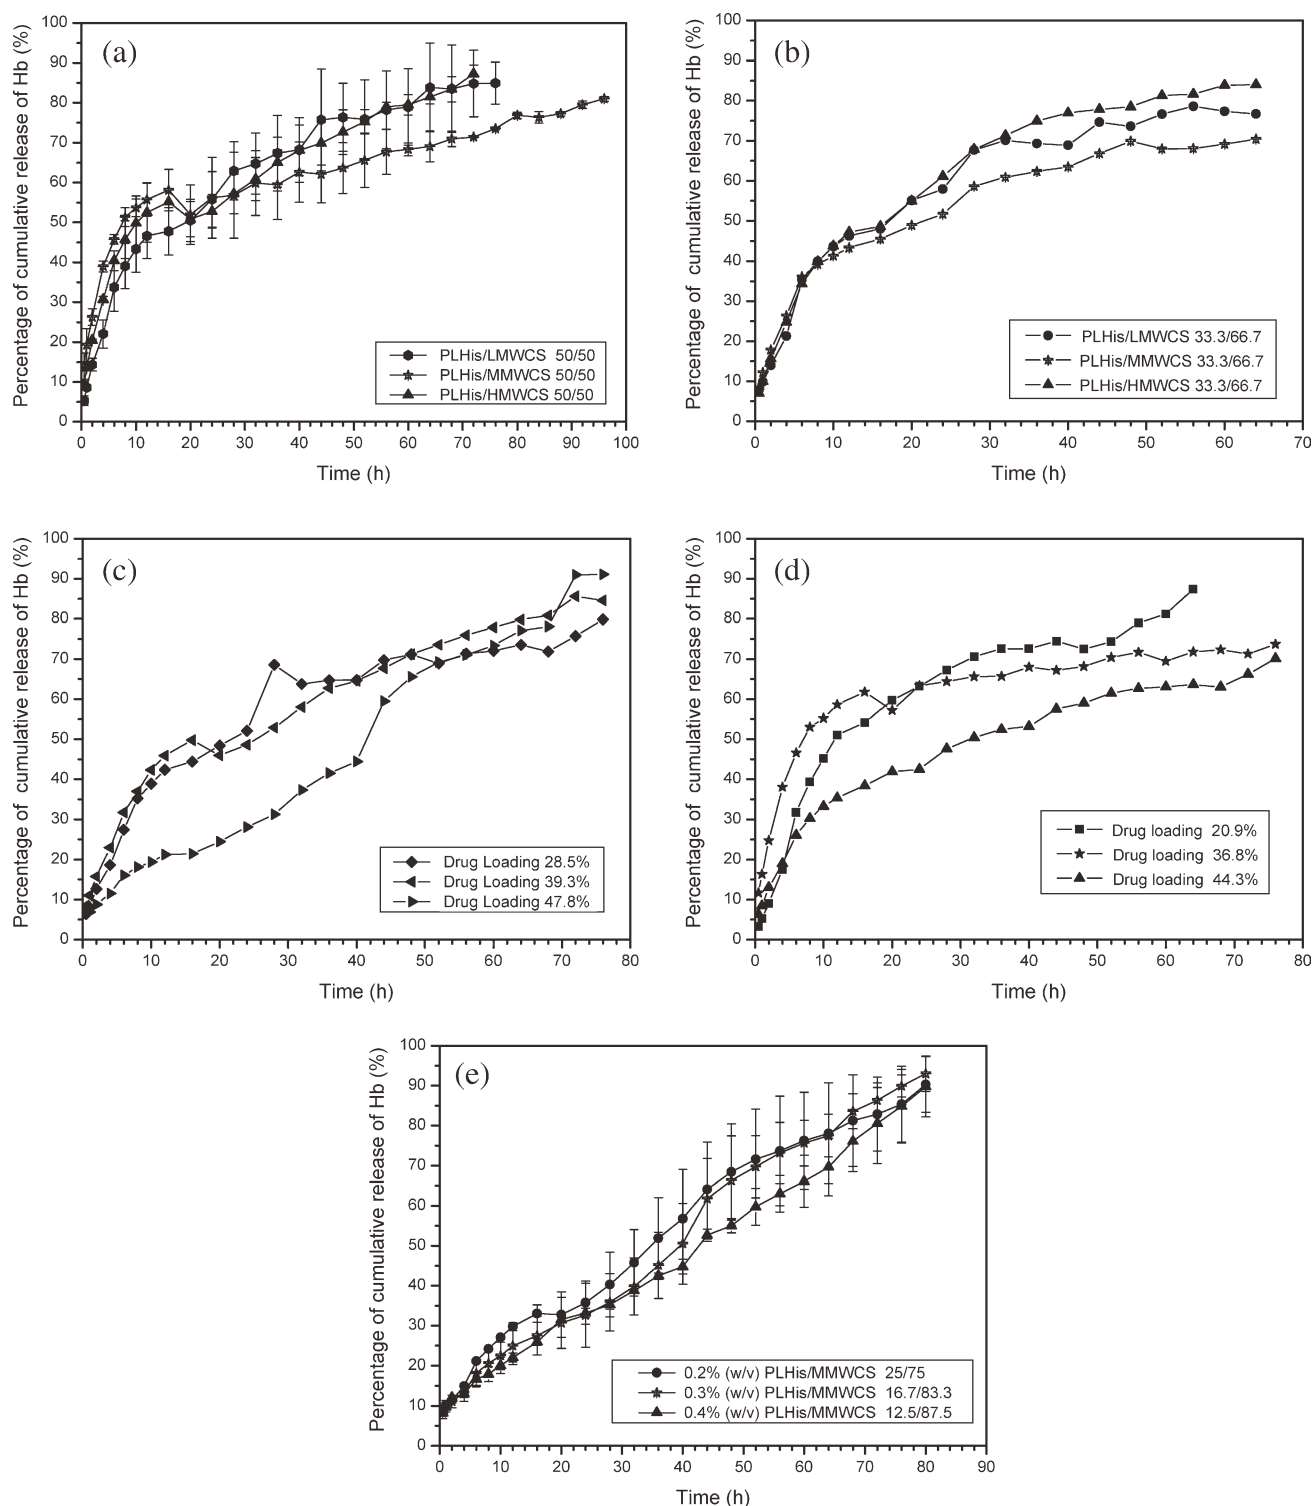 (a)
Percentage of cumulative release of Hb (%)
100
90
80
70
60
50
40
30
20
10
0
PLHis/LMWCS 50/50
PLHis/MMWCS 50/50
PLHis/HMWCS 50/50
0 10 20 30 40 50 60 70 80 90 100
Time (h)
(b)
Percentage of cumulative release of Hb (%)
100
90
80
70
60
50
40
30
20
10
0
PLHis/LMWCS 33.3/66.7
PLHis/MMWCS 33.3/66.7
PLHis/HMWCS 33.3/66.7
0 10 20 30 40 50 60 70
Time (h)
(c)
Percentage of cumulative release of Hb (%)
100
90
80
70
60
50
40
30
20
10
0
Drug Loading 28.5%
Drug Loading 39.3%
Drug Loading 47.8%
0 10 20 30 40 50 60 70 80
Time (h)
(d)
Percentage of cumulative release of Hb (%)
100
90
80
70
60
50
40
30
20
10
0
Drug loading 20.9%
Drug loading 36.8%
Drug loading 44.3%
0 10 20 30 40 50 60 70 80
Time (h)
(e)
Percentage of cumulative release of Hb (%)
100
90
80
70
60
50
40
30
20
10
0
0.2% (w/v) PLHis/MMWCS 25/75
0.3% (w/v) PLHis/MMWCS 16.7/83.3
0.4% (w/v) PLHis/MMWCS 12.5/87.5
0 10 20 30 40 50 60 70 80 90
Time (h)